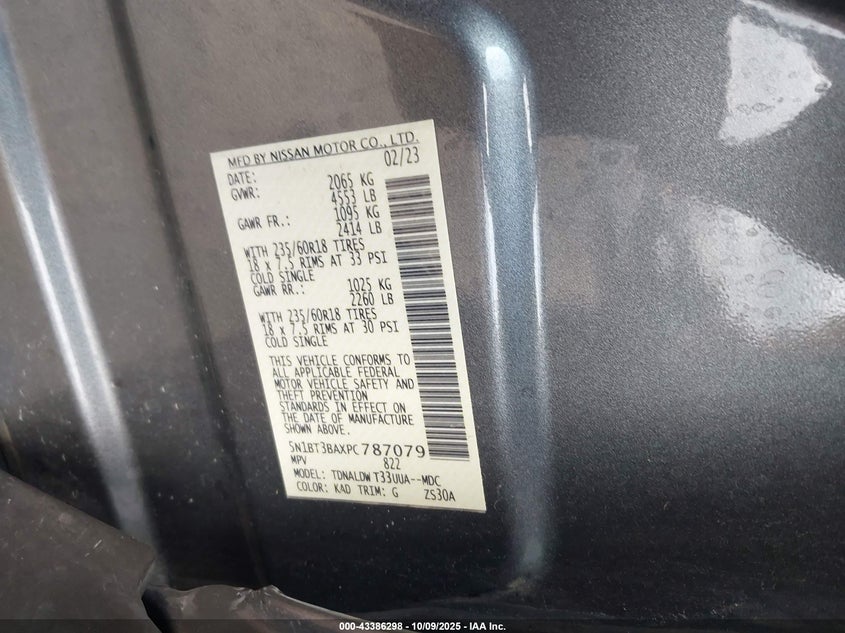 MFD BY NISSAN MOTOR CO., LTD.
DATE: 02/23
GVWR: 2065 KG
4553 LB
GAWR FR.: 1095 KG
2414 LB
WITH 235/60R18 TIRES
18 x 7.5 RIMS AT 33 PSI
COLD SINGLE
GAWR RR.: 1025 KG
2260 LB
WITH 235/60R18 TIRES
18 x 7.5 RIMS AT 30 PSI
COLD SINGLE
THIS VEHICLE CONFORMS TO
ALL APPLICABLE FEDERAL
MOTOR VEHICLE SAFETY AND
THEFT PREVENTION
STANDARDS IN EFFECT ON
THE DATE OF MANUFACTURE
SHOWN ABOVE.
5N1BT3BAXPC787079
MPV 822
MODEL: TDNALDW T33UUA--MDC
COLOR: KAD TRIM: G ZS30A
000-43386298 - 10/09/2025 - IAA Inc.